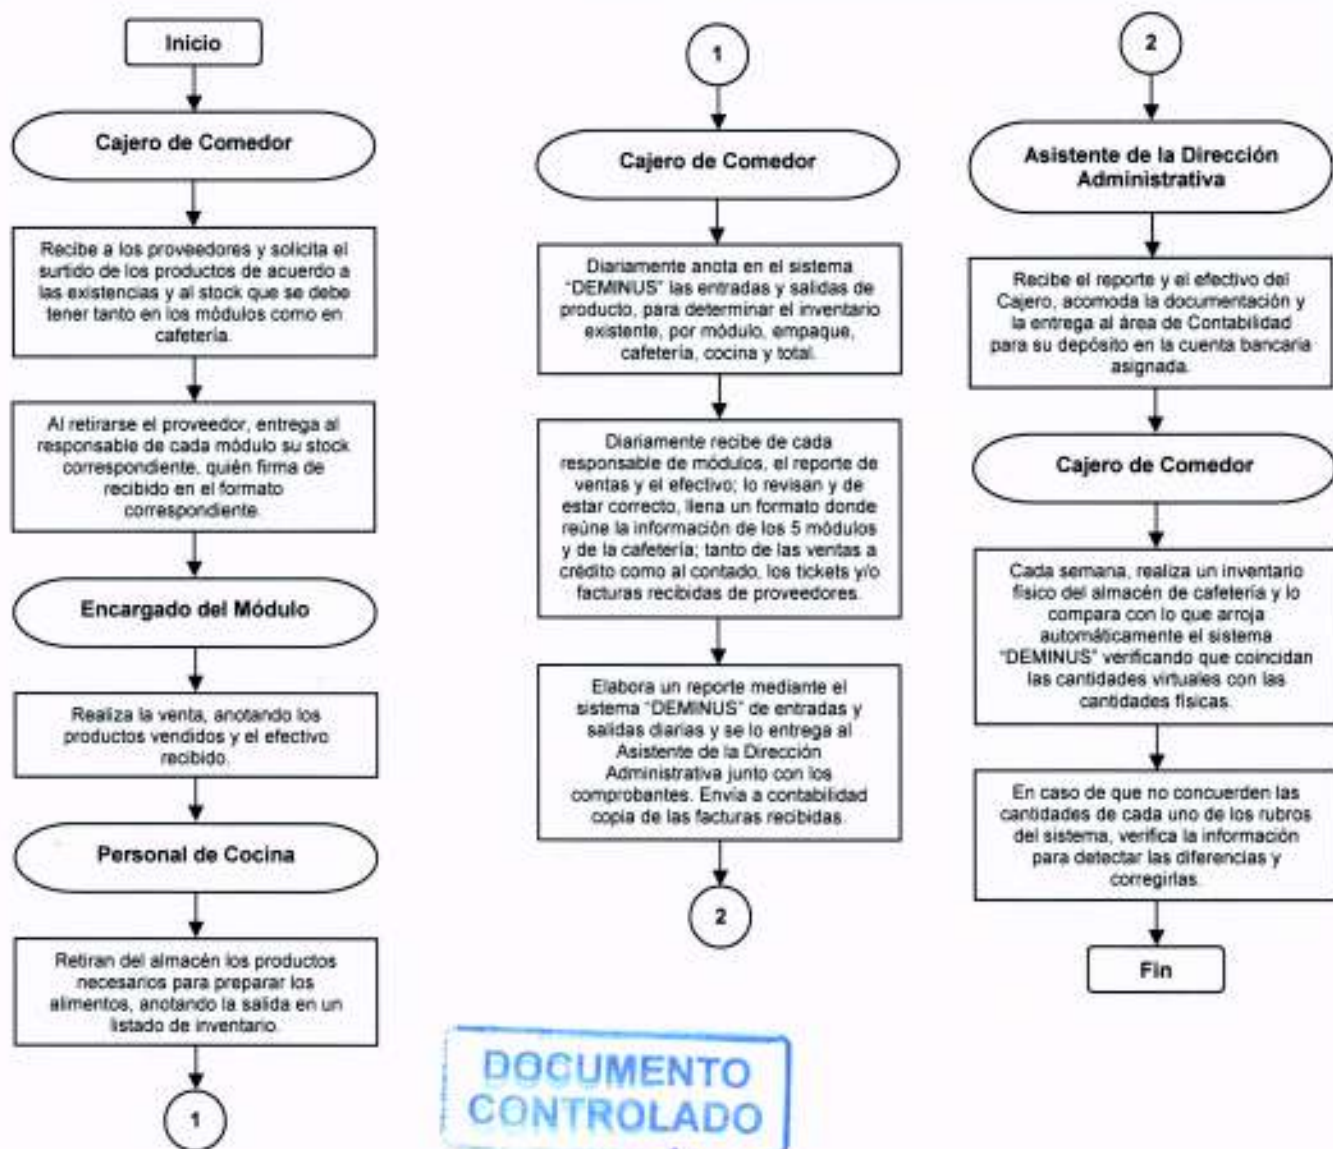 Inicio
Cajero de Comedor
Recibe a los proveedores y solicita el
surtido de los productos de acuerdo a
las existencias y al stock que se debe
tener tanto en los módulos como en
cafetería.
Al retirarse el proveedor, entrega al
responsable de cada módulo su stock
correspondiente, quién firma de
recibido en el formato
correspondiente.
Encargado del Módulo
Realiza la venta, anotando los
productos vendidos y el efectivo
recibido.
Personal de Cocina
Retiran del almacén los productos
necesarios para preparar los
alimentos, anotando la salida en un
listado de inventario.
1
1
Cajero de Comedor
Diariamente anota en el sistema
"DEMINUS" las entradas y salidas de
producto, para determinar el inventario
existente, por módulo, empaque,
cafetería, cocina y total.
Diariamente recibe de cada
responsable de módulos, el reporte de
ventas y el efectivo; lo revisan y de
estar correcto, llena un formato donde
reúne la información de los 5 módulos
y de la cafetería; tanto de las ventas a
crédito como al contado, los tickets y/o
facturas recibidas de proveedores.
Elabora un reporte mediante el
sistema "DEMINUS" de entradas y
salidas diarias y se lo entrega al
Asistente de la Dirección
Administrativa junto con los
comprobantes. Envía a contabilidad
copia de las facturas recibidas.
2
2
Asistente de la Dirección
Administrativa
Recibe el reporte y el efectivo del
Cajero, acomoda la documentación y
la entrega al área de Contabilidad
para su depósito en la cuenta bancaria
asignada.
Cajero de Comedor
Cada semana, realiza un inventario
físico del almacén de cafetería y lo
compara con lo que arroja
automáticamente el sistema
"DEMINUS" verificando que coincidan
las cantidades virtuales con las
cantidades físicas.
En caso de que no concuerden las
cantidades de cada uno de los rubros
del sistema, verifica la información
para detectar las diferencias y
corregirlas.
Fin
DOCUMENTO
CONTROLADO